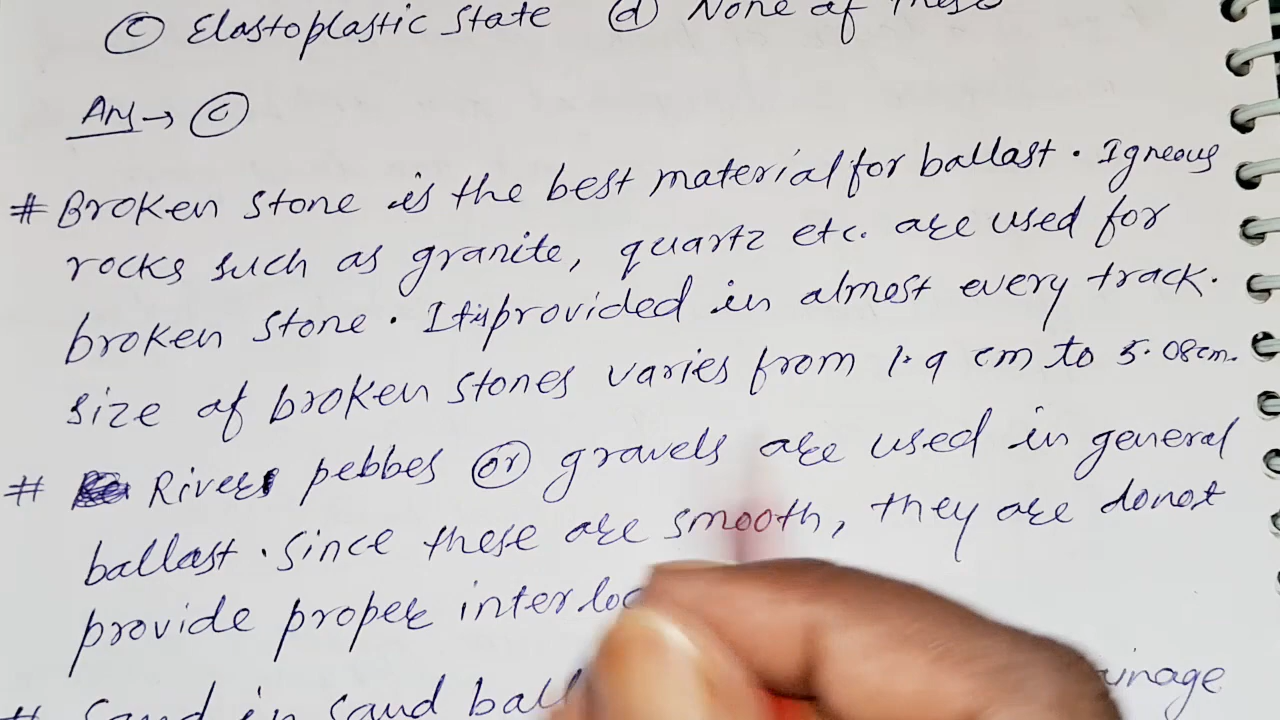 © Elastoplastic State ⓓ None of these
Ans → ©
# Broken stone is the best material for ballast. Igneous
rocks such as granite, quartz etc. are used for
broken stone. It is provided in almost every track.
size of broken stones varies from 1.9 cm to 5.08cm.
# River pebbes or gravels are used in general
ballast. Since these are smooth, they are donot
provide proper
# Sand in sand